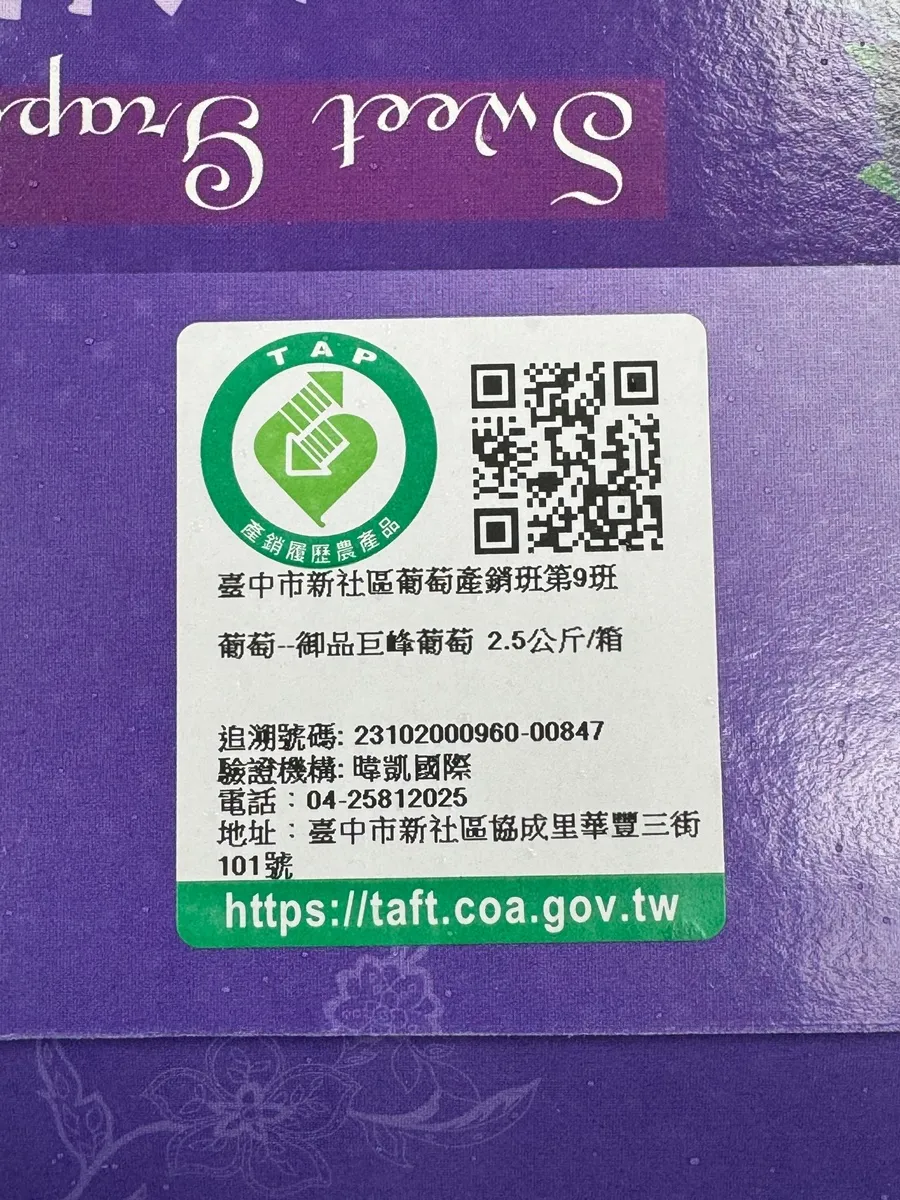 Sweet Grap
TAP
產銷履歷農產品
臺中市新社區葡萄產銷班第9班
葡萄--御品巨峰葡萄 2.5公斤/箱
追溯號碼: 23102000960-00847
驗證機構: 暐凱國際
電話：04-25812025
地址：臺中市新社區協成里華豐三街
101號
https://taft.coa.gov.tw